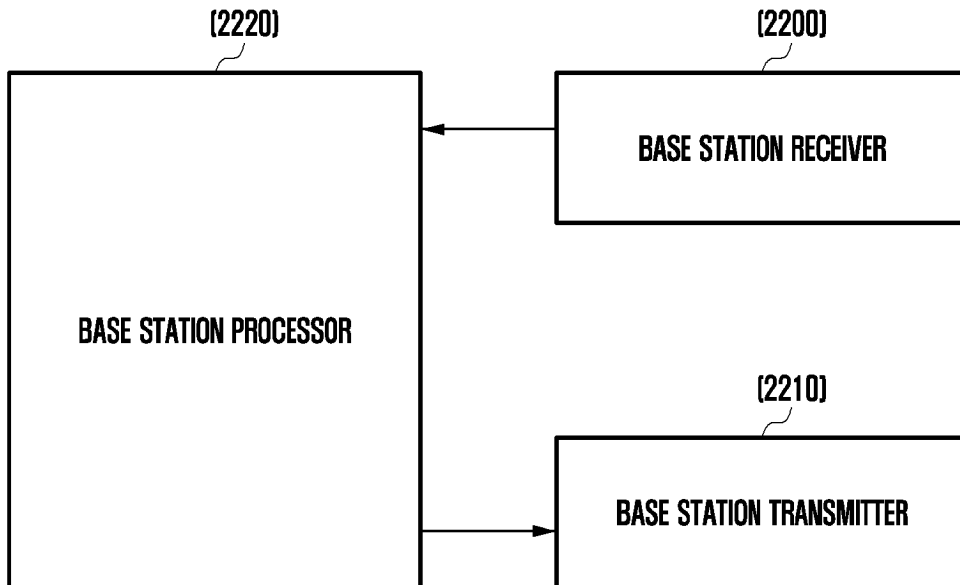 (2220)
(2200)
BASE STATION RECEIVER
BASE STATION PROCESSOR
(2210)
BASE STATION TRANSMITTER